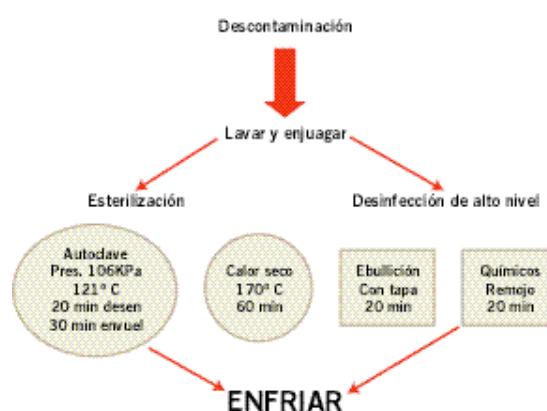 Descontaminación
Lavar y enjuagar
Esterilización
Desinfección de alto nivel
Autoclave
Pres. 106KPa
121° C
20 min desen
30 min envuel
Calor seco
170° C
60 min
Ebullición
Con tapa
20 min
Químicos
Remojo
20 min
ENFRIAR